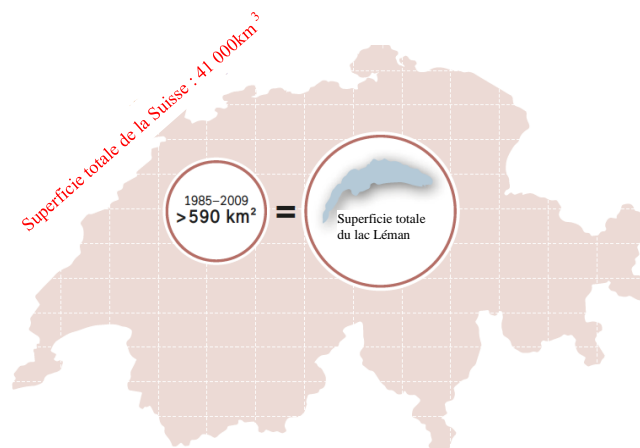 Superficie totale de la Suisse : 41 000km ³
1985–2009
>590 km²
=
Superficie totale
du lac Léman